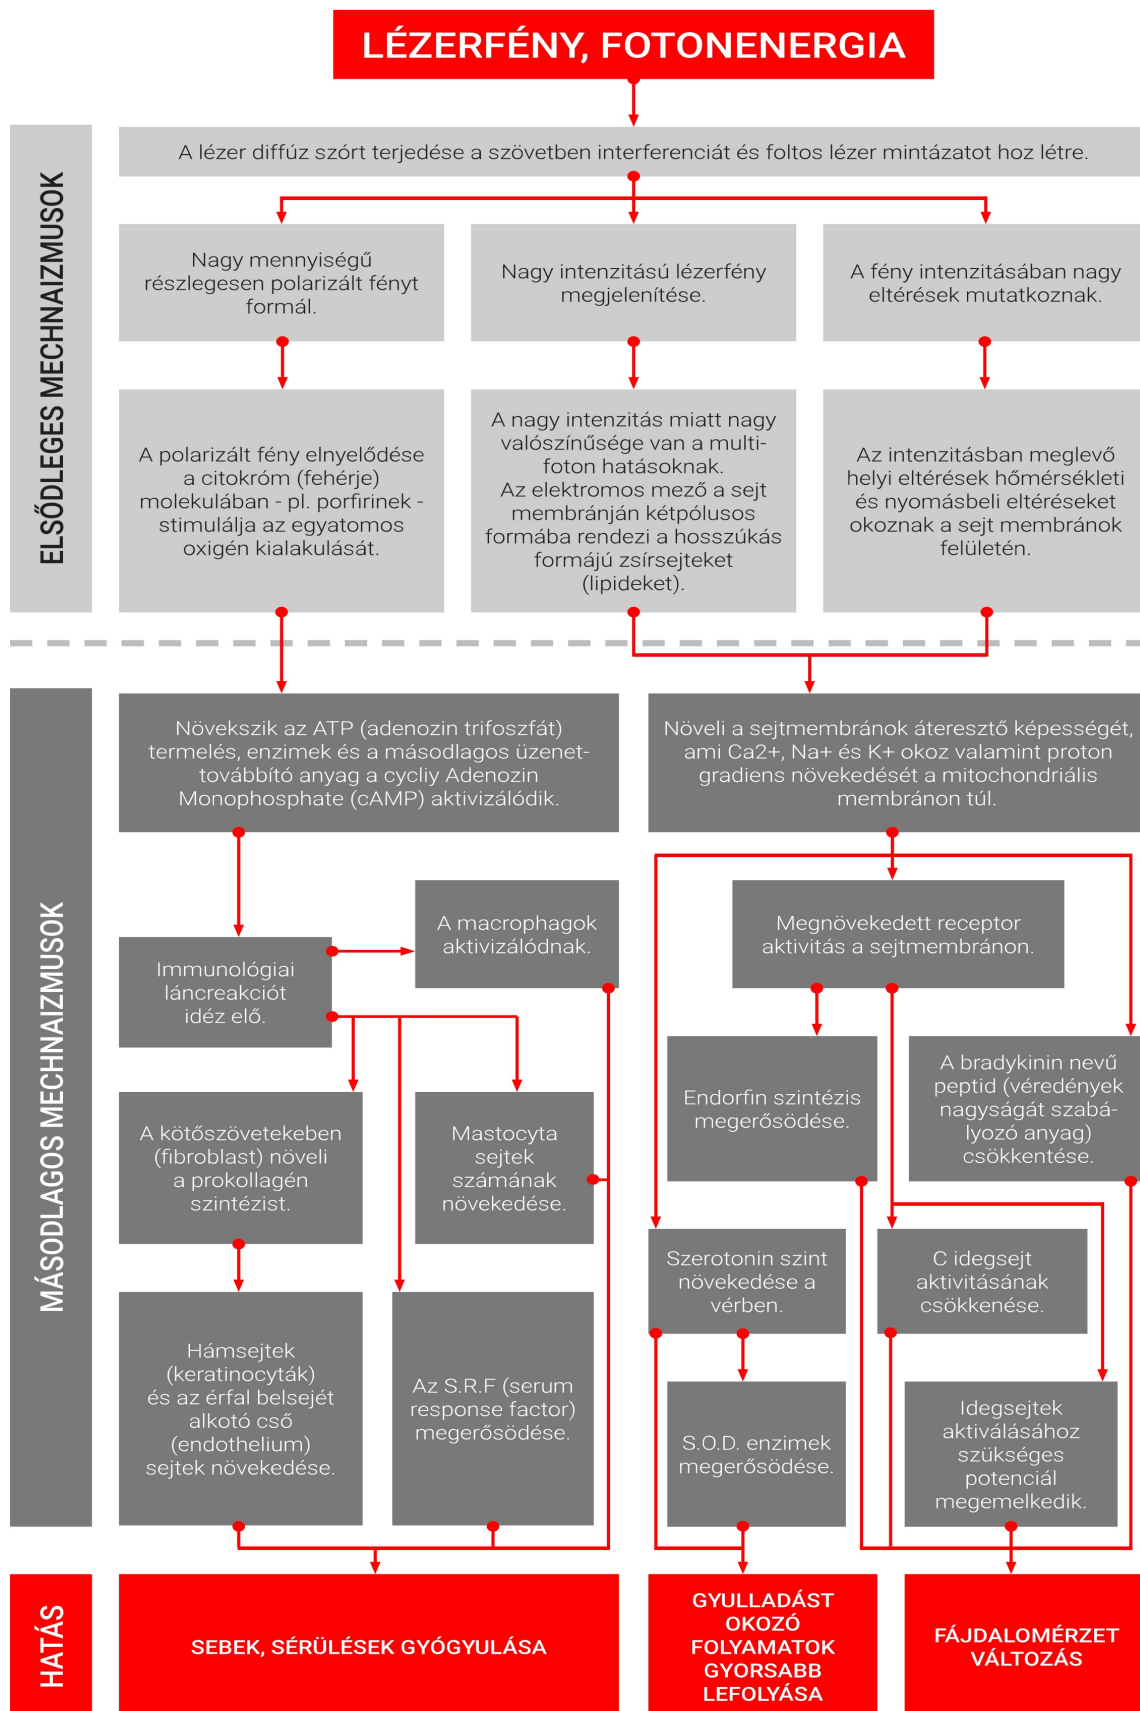 LÉZERFÉNY, FOTONENERGIA
ELSŐDLEGES MECHNAIZMUSOK
A lézer diffúz szórt terjedése a szövetben interferenciát és foltos lézer mintázatot hoz létre.
Nagy mennyiségű
részlegesen polarizált fényt
formál.
Nagy intenzitású lézerfény
megjelenítése.
A fény intenzitásában nagy
eltérések mutatkoznak.
A polarizált fény elnyelődése
a citokróm (fehérje)
molekulában - pl. porfirinek -
stimulálja az egyatomos
oxigén kialakulását.
A nagy intenzitás miatt nagy
valószínűsége van a multi-
foton hatásoknak.
Az elektromos mező a sejt
membránján kétpólusos
formába rendezi a hosszúkás
formájú zsírsejteket
(lipideket).
Az intenzitásban meglevő
helyi eltérések hőmérsékleti
és nyomásbeli eltéréseket
okoznak a sejt membránok
felületén.
MÁSODLAGOS MECHNAIZMUSOK
Növekszik az ATP (adenozin trifoszfát)
termelés, enzimek és a másodlagos üzenet-
továbbító anyag a cycliy Adenozin
Monophosphate (cAMP) aktivizálódik.
Növeli a sejtmembránok áteresztő képességét,
ami Ca2+, Na+ és K+ okoz valamint proton
gradiens növekedését a mitochondriális
membránon túl.
A macrophagok
aktivizálódnak.
Immunológiai
láncreakciót
idéz elő.
Megnövekedett receptor
aktivitás a sejtmembránon.
A kötőszövetekeben
(fibroblast) növeli
a prokollagén
szintézist.
Mastocyta
sejtek
számának
növekedése.
Endorfin szintézis
megerősödése.
A bradykinin nevű
peptid (véredények
nagyságát szabá-
lyozó anyag)
csökkentése.
Szerotonin szint
növekedése a
vérben.
C idegsejt
aktivitásának
csökkenése.
Hámsejtek
(keratinocyták)
és az érfal belsejét
alkotó cső
(endothelium)
sejtek növekedése.
Az S.R.F (serum
response factor)
megerősödése.
S.O.D. enzimek
megerősödése.
Idegsejtek
aktiválásához
szükséges
potenciál
megemelkedik.
HATÁS
SEBEK, SÉRÜLÉSEK GYÓGYULÁSA
GYULLADÁST
OKOZÓ
FOLYAMATOK
GYORSABB
LEFOLYÁSA
FÁJDALOMÉRZET
VÁLTOZÁS